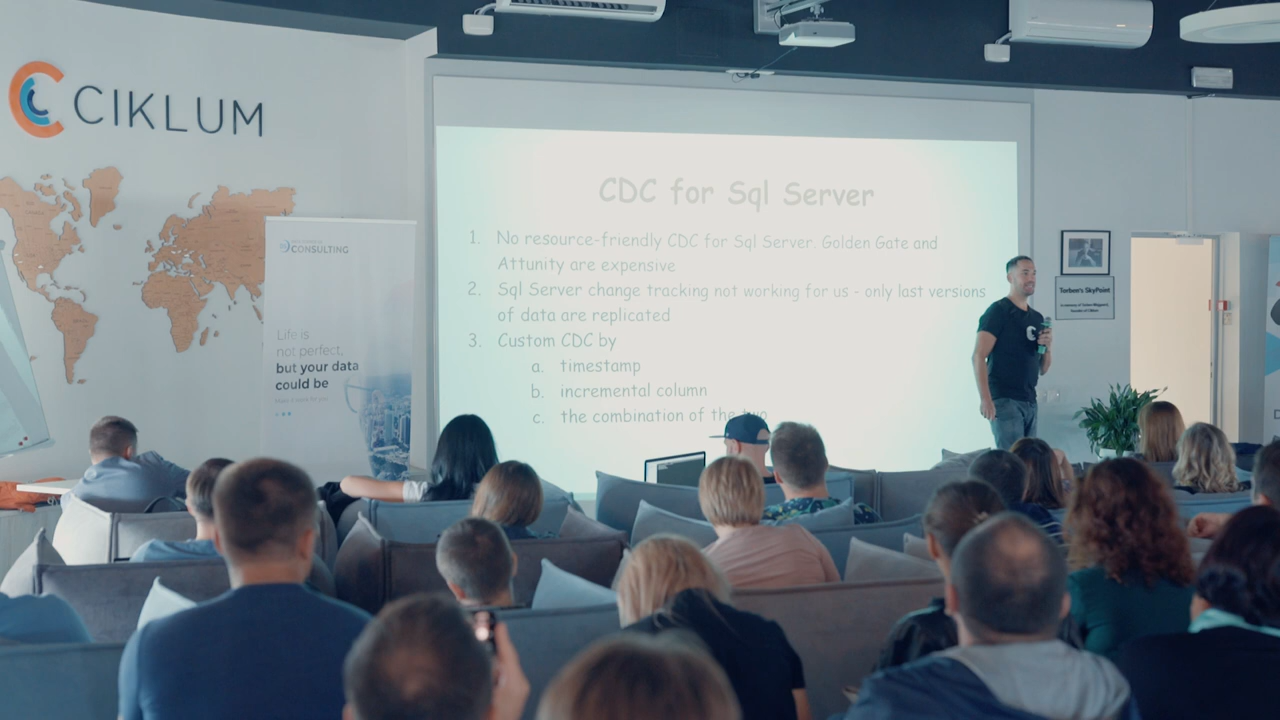 CIKLUM
CDC for Sql Server
1. No resource-friendly CDC for Sql Server. Golden Gate and
Attunity are expensive
2. Sql Server change tracking not working for us - only last versions
of data are replicated
3. Custom CDC by
a. timestamp
b. incremental column
c. the combination of the two
CONSULTING
Life is
not perfect,
but your data
could be
Torben's SkyPoint